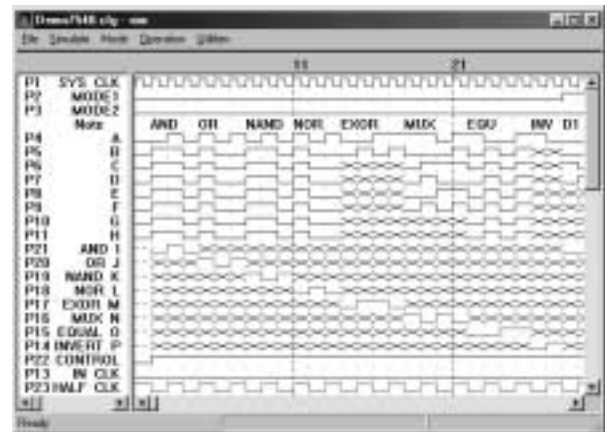 File Simulate Mode Operation Utilities
11 21
P1 SYS CLK
P2 MODE1
P3 MODE2
Note AND OR NAND NOR EXOR MUX EQU INV D1
P4 A
P5 B
P6 C
P7 D
P8 E
P9 F
P10 G
P11 H
P21 AND I
P20 OR J
P19 NAND K
P18 NOR L
P17 EXOR M
P16 MUX N
P15 EQUAL O
P14 INVERT P
P22 CONTROL
P13 IN CLK
P23 HALF CLK
Ready